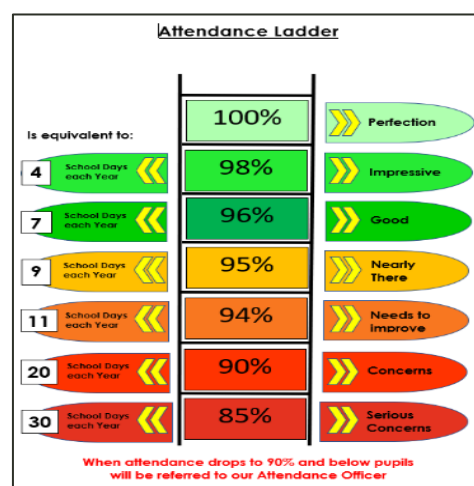 Attendance Ladder
Is equivalent to:
100%
Perfection
4
School Days
each Year
98%
Impressive
7
School Days
each Year
96%
Good
9
School Days
each Year
95%
Nearly
There
11
School Days
each Year
94%
Needs to
improve
20
School Days
each Year
90%
Concerns
30
School Days
each Year
85%
Serious
Concerns
When attendance drops to 90% and below pupils
will be referred to our Attendance Officer